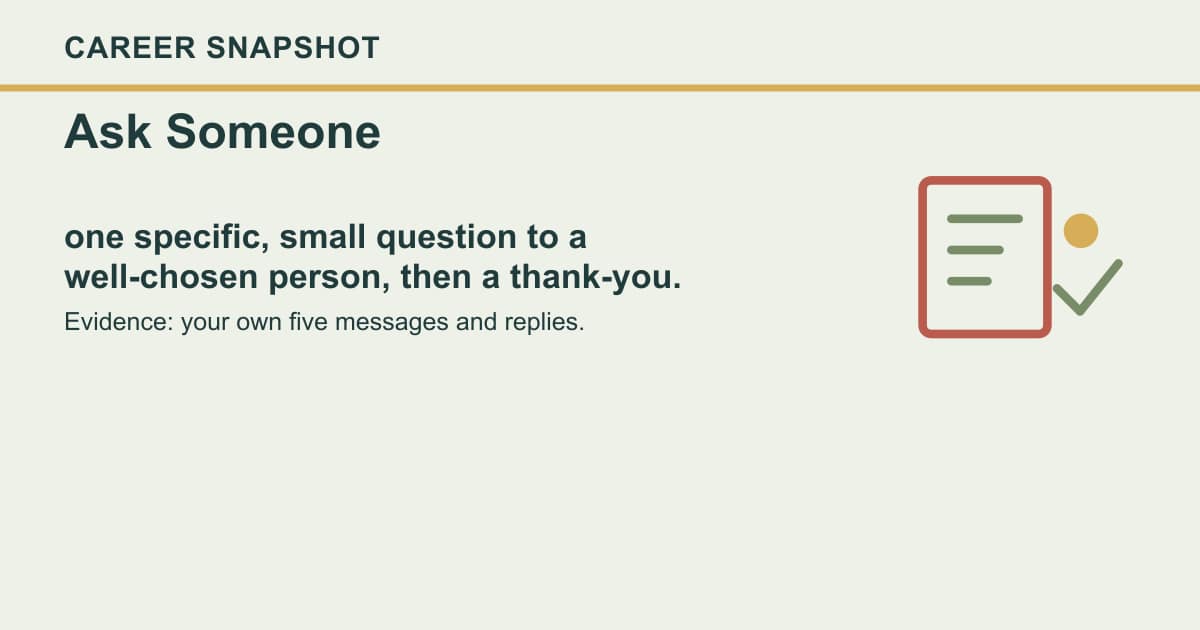 CAREER SNAPSHOT
Ask Someone
one specific, small question to a
well-chosen person, then a thank-you.
Evidence: your own five messages and replies.